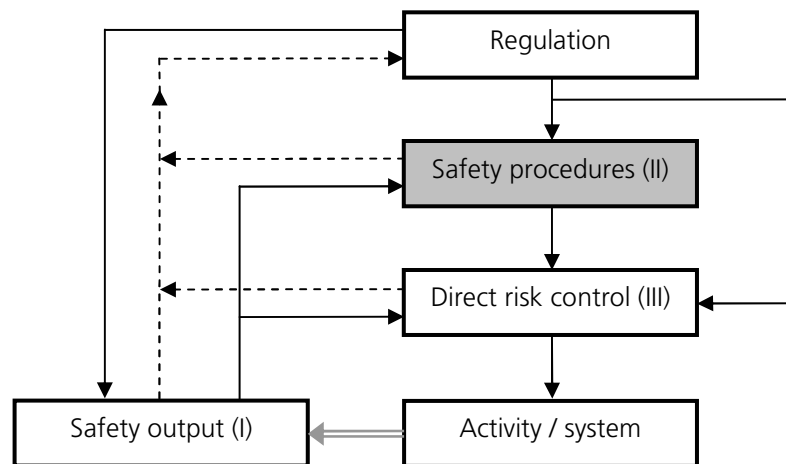 Regulation
Safety procedures (II)
Direct risk control (III)
Safety output (I)
Activity / system